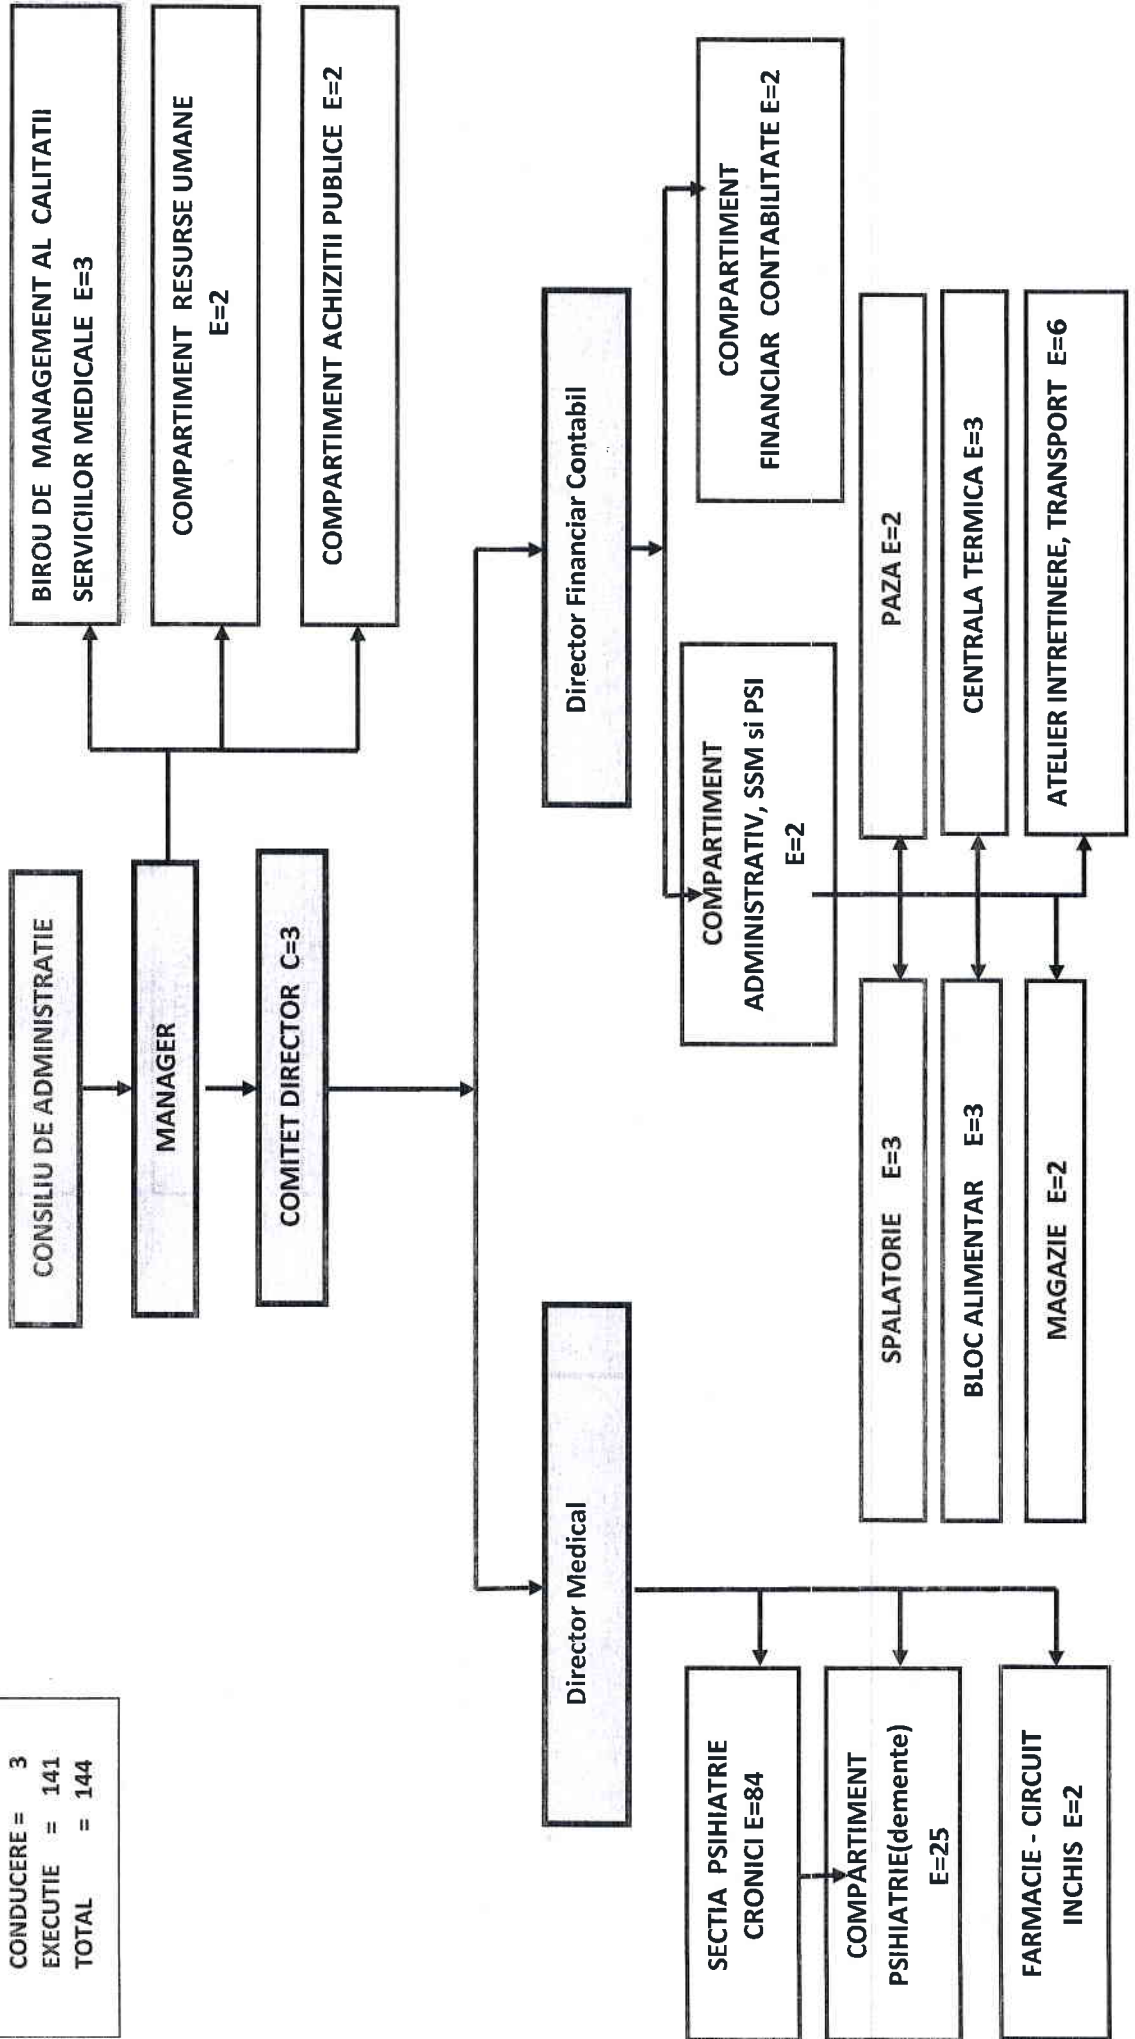 CONDUCERE = 3
EXECUTIE = 141
TOTAL = 144
CONSILIU DE ADMINISTRATIE
MANAGER
COMITET DIRECTOR C=3
BIROU DE MANAGEMENT AL CALITATII
SERVICIILOR MEDICALE E=3
COMPARTIMENT RESURSE UMANE
E=2
COMPARTIMENT ACHIZITII PUBLICE E=2
Director Medical
Director Financiar Contabil
SECTIA PSIHIATRIE
CRONICI E=84
COMPARTIMENT
PSIHIATRIE(demente)
E=25
FARMACIE - CIRCUIT
INCHIS E=2
COMPARTIMENT
ADMINISTRATIV, SSM si PSI
E=2
COMPARTIMENT
FINANCIAR CONTABILITATE E=2
SPALATORIE E=3
PAZA E=2
BLOC ALIMENTAR E=3
CENTRALA TERMICA E=3
MAGAZIE E=2
ATELIER INTRETINERE, TRANSPORT E=6